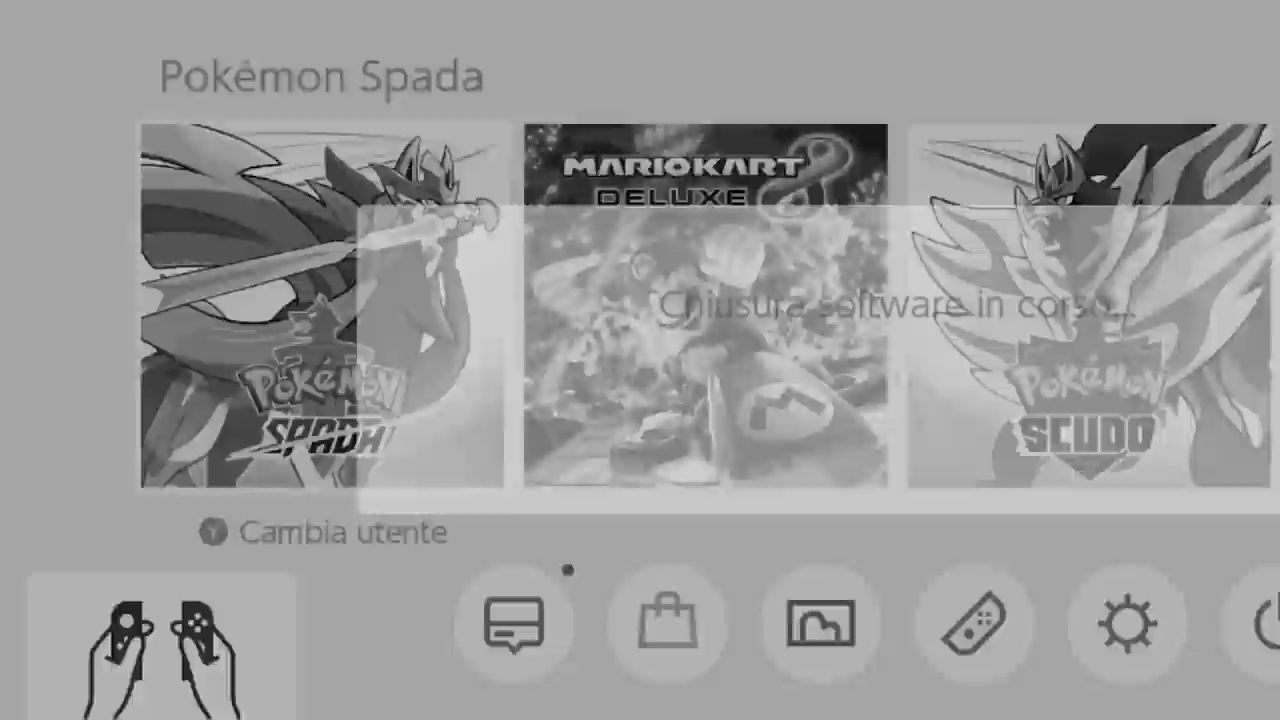 Pokémon Spada
MARIOKART 8
DELUXE
Chiusura software in corso...
Pokémon
SPADA
Pokémon
SCUDO
Y Cambia utente